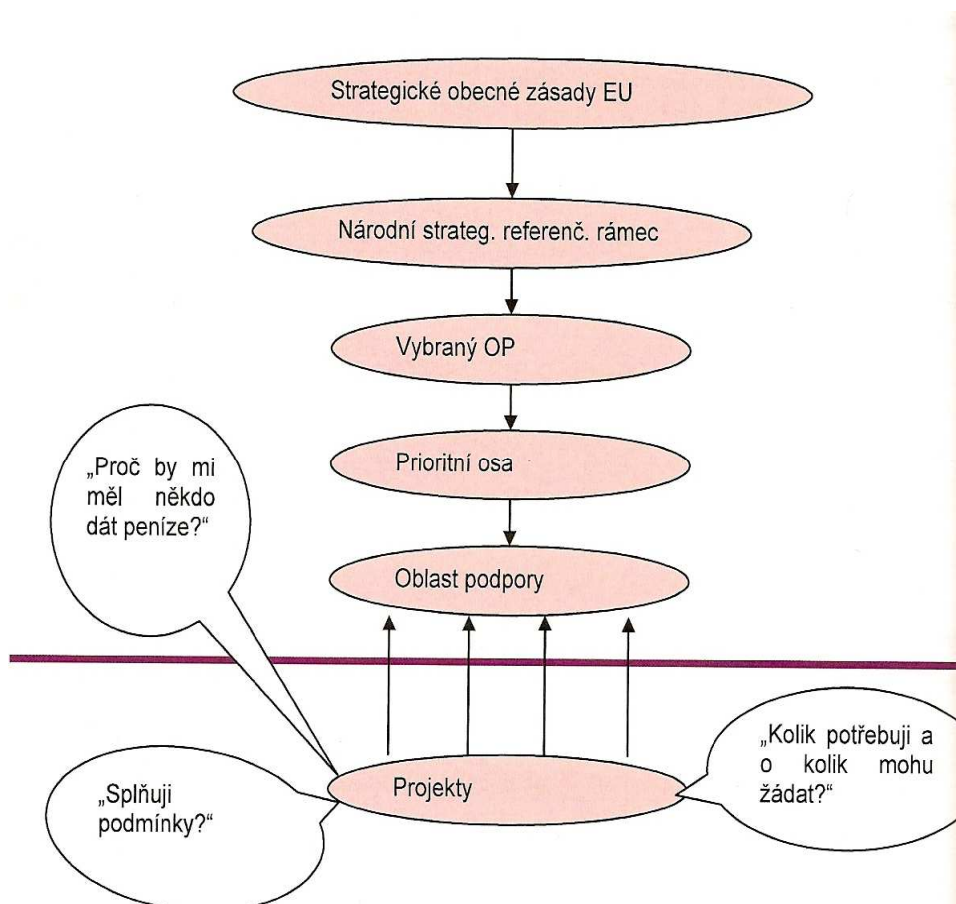 Strategické obecné zásady EU
Národní strateg. referenč. rámec
Vybraný OP
Prioritní osa
„Proč by mi
měl někdo
dát peníze?“
Oblast podpory
„Kolik potřebuji a
o kolik mohu
žádat?“
Projekty
„Splňuji
podmínky?“